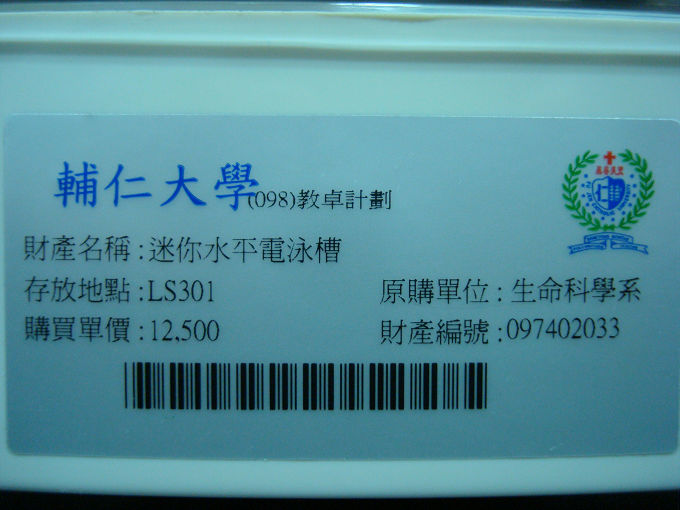 輔仁大學(098)教卓計劃
財產名稱:迷你水平電泳槽
存放地點:LS301
原購單位:生命科學系
購買單價:12,500
財產編號:097402033